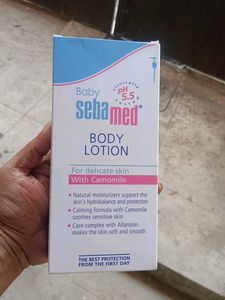 Baby
sebamed
clinically
pH
5.5
BODY
LOTION
For delicate skin
With Camomile
• Natural moisturizers support the
skin's hydrobalance and protection
• Calming formula with Camomile
soothes sensitive skin
• Care complex with Allantoin
makes the skin soft and smooth
THE BEST PROTECTION
FROM THE FIRST DAY